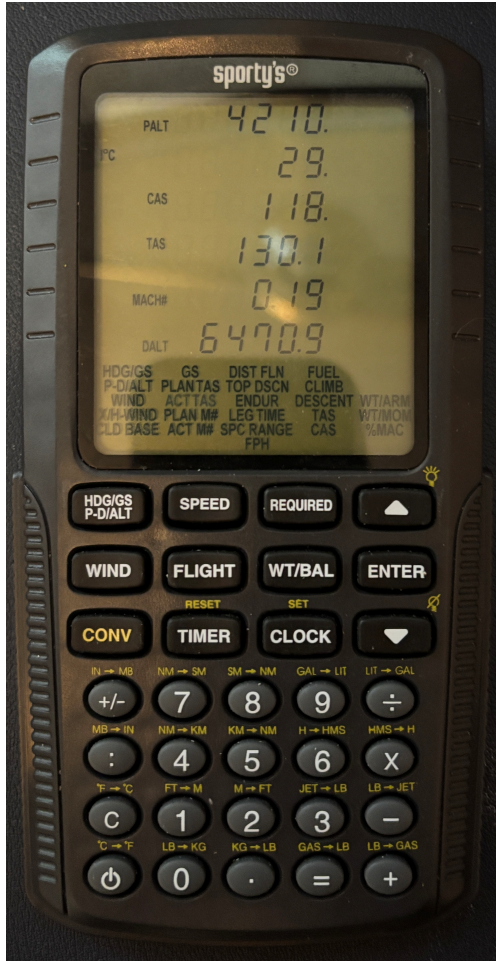 sporty's®
PALT 4210.
T°C 29.
CAS 118.
TAS 130.1
MACH# 0.19
DALT 6470.9
HDG/GS GS DIST FLN FUEL
P-D/ALT PLAN TAS TOP DSCN CLIMB
WIND ACT TAS ENDUR DESCENT WT/ARM
X/H-WIND PLAN M# LEG TIME TAS WT/MOM
CLD BASE ACT M# SPC RANGE CAS %MAC
FPH
HDG/GS P-D/ALT SPEED REQUIRED
WIND FLIGHT WT/BAL ENTER
RESET SET
CONV TIMER CLOCK
IN → MB NM → SM SM → NM GAL → LIT LIT → GAL
+/- 7 8 9 ÷
MB → IN NM → KM KM → NM H → HMS HMS → H
: 4 5 6 X
°F → °C FT → M M → FT JET → LB LB → JET
C 1 2 3 −
°C → °F LB → KG KG → LB GAS → LB LB → GAS
0 · = +